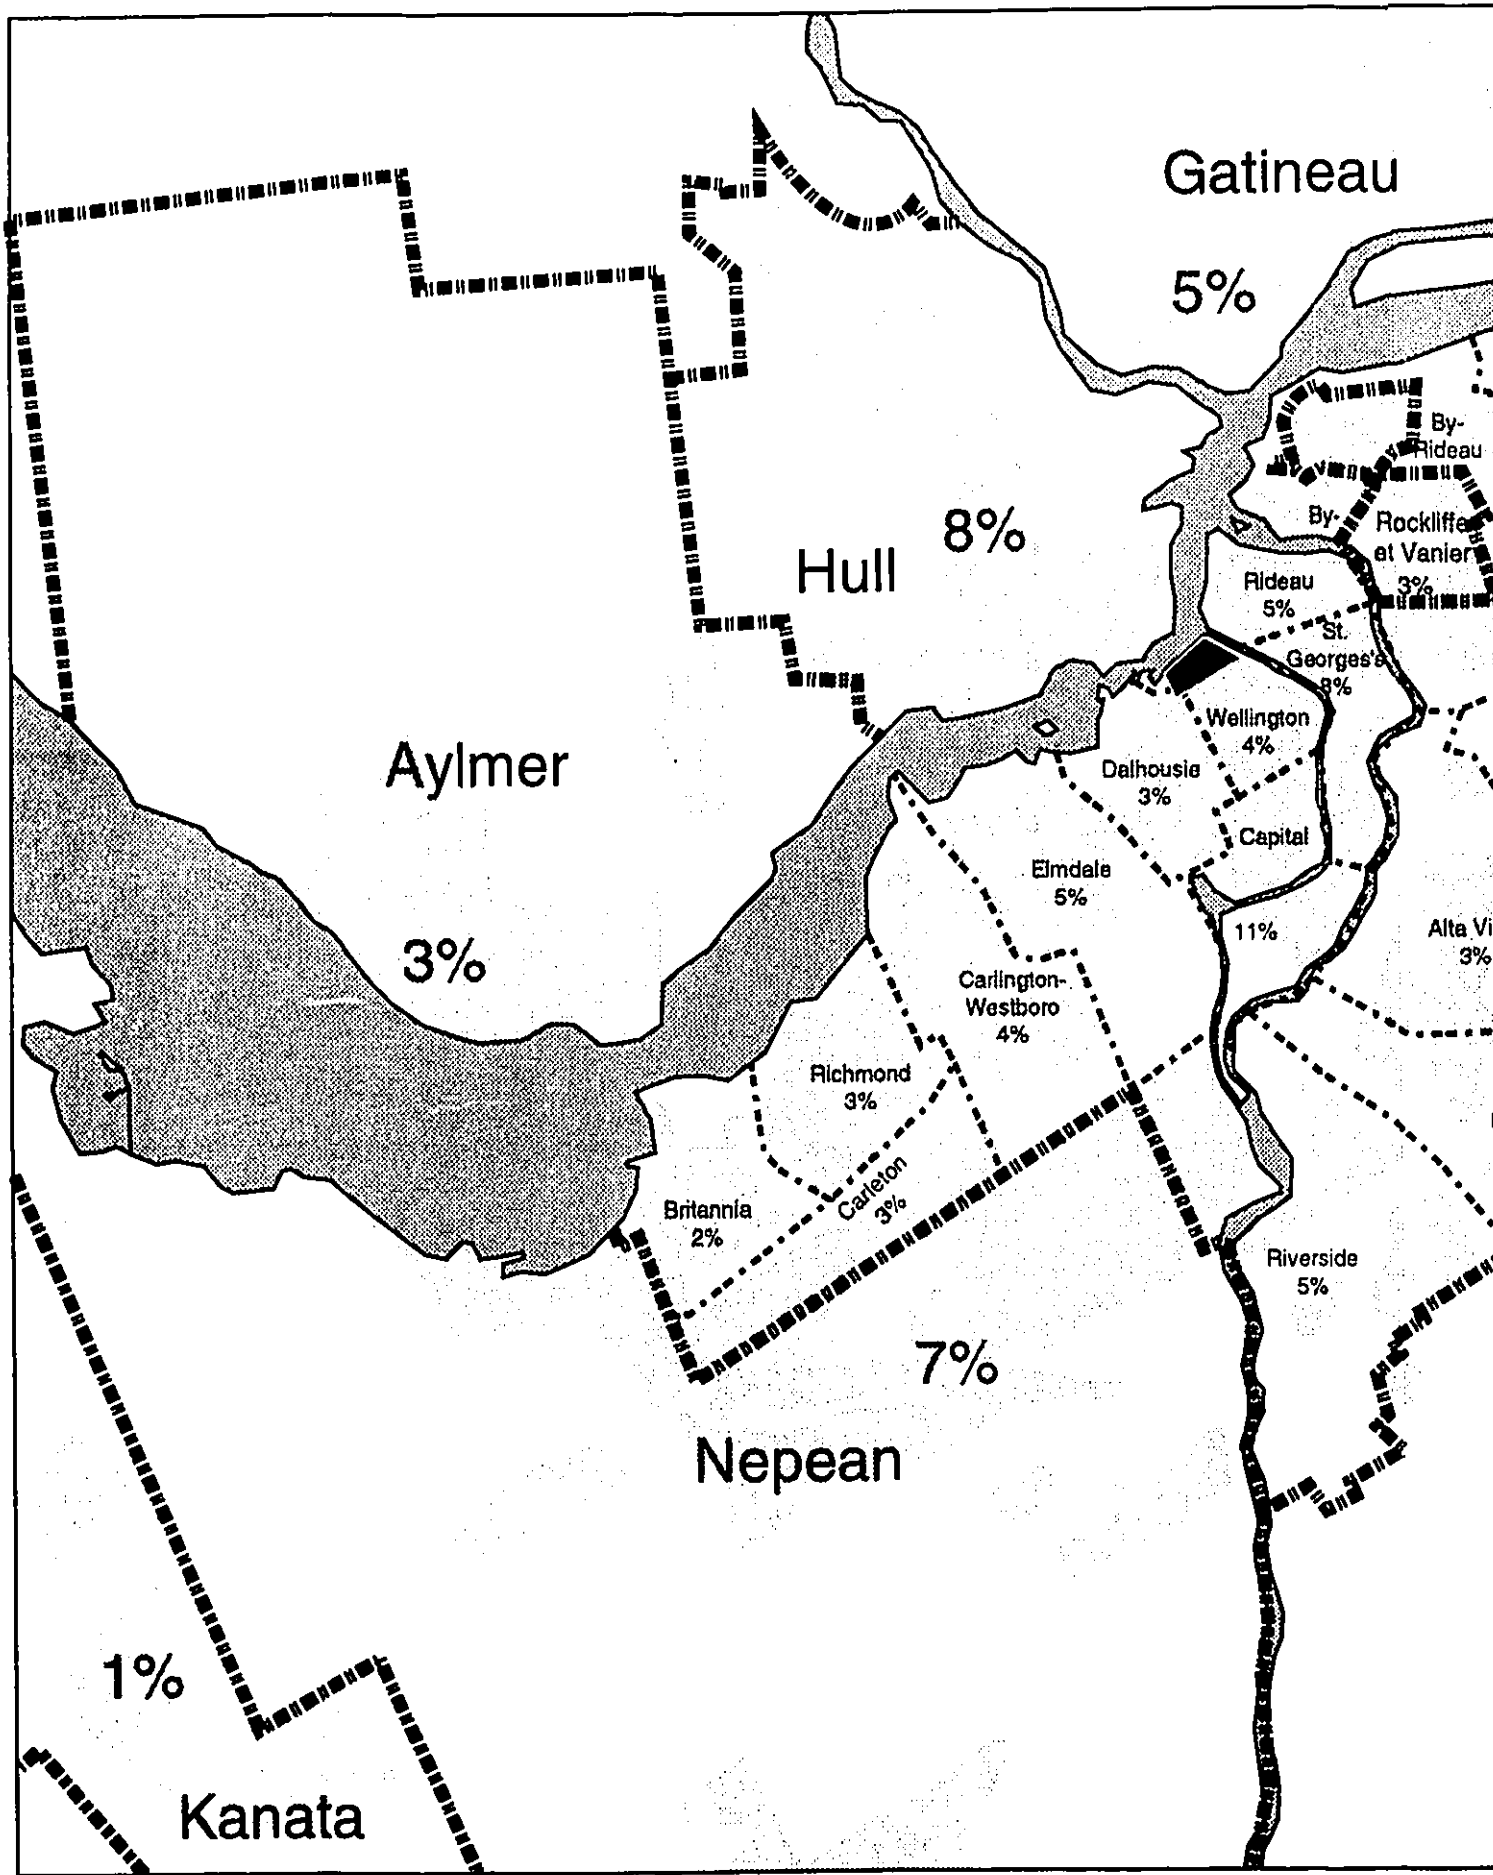 Gatineau
5%
By-
Rideau
8%
By-
Rockliffe
et Vanier
3%
Hull
Rideau
5%
St.
Georges's
8%
Wellington
4%
Aylmer
Dalhousie
3%
Capital
Elmdale
5%
11%
Alta Vi
3%
3%
Carlington-
Westboro
4%
Richmond
3%
Carleton
3%
Britannia
2%
Riverside
5%
7%
Nepean
1%
Kanata